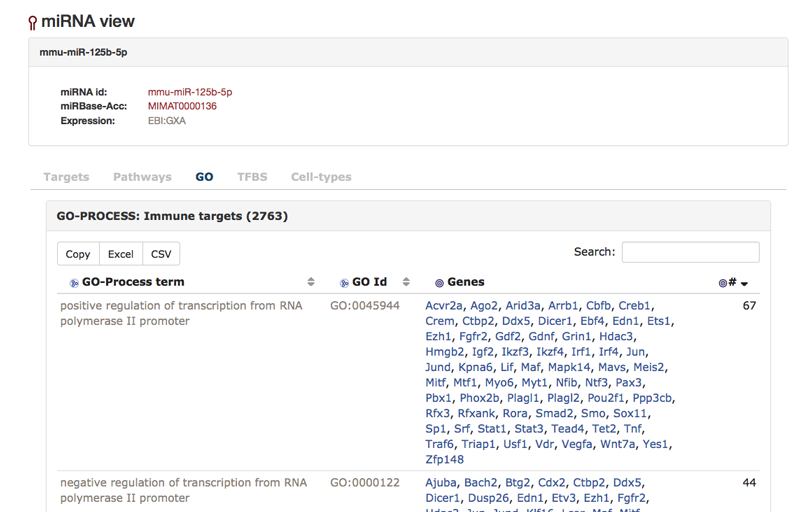 miRNA view
mmu-miR-125b-5p
miRNA id: mmu-miR-125b-5p
miRBase-Acc: MIMAT0000136
Expression: EBI:GXA
Targets Pathways GO TFBS Cell-types
GO-PROCESS: Immune targets (2763)
Copy Excel CSV Search:
GO-Process term GO Id Genes #
positive regulation of transcription from RNA GO:0045944 Acvr2a, Ago2, Arid3a, Arrb1, Cbfb, Creb1, 67
polymerase II promoter Crem, Ctbp2, Ddx5, Dicer1, Ebf4, Edn1, Ets1,
Ezh1, Fgfr2, Gdf2, Gdnf, Grin1, Hdac3,
Hmgb2, Igf2, Ikzf3, Ikzf4, Irf1, Irf4, Jun,
Jund, Kpna6, Lif, Maf, Mapk14, Mavs, Meis2,
Mitf, Mtf1, Myo6, Myt1, Nfib, Ntf3, Pax3,
Pbx1, Phox2b, Plagl1, Plagl2, Pou2f1, Ppp3cb,
Rfx3, Rfxank, Rora, Smad2, Smo, Sox11,
Sp1, Srf, Stat1, Stat3, Tead4, Tet2, Tnf,
Traf6, Triap1, Usf1, Vdr, Vegfa, Wnt7a, Yes1,
Zfp148
negative regulation of transcription from RNA GO:0000122 Ajuba, Bach2, Btg2, Cdx2, Ctbp2, Ddx5, 44
polymerase II promoter Dicer1, Dusp26, Edn1, Etv3, Ezh1, Fgfr2,